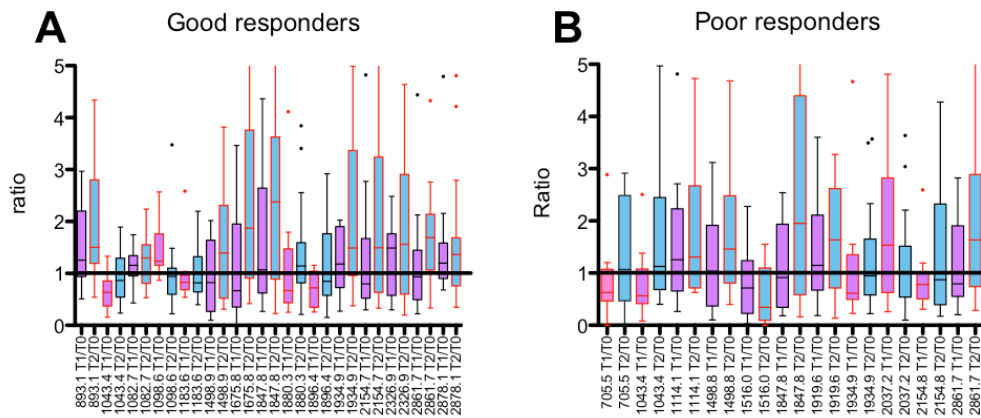 A
Good responders
ratio
5
4
3
2
1
0
893.1 T1/T0
893.1 T2/T0
1043.4 T1/T0
1043.4 T2/T0
1082.7 T1/T0
1082.7 T2/T0
1098.6 T1/T0
1098.6 T2/T0
1183.6 T1/T0
1183.6 T2/T0
1498.9 T1/T0
1498.9 T2/T0
1675.8 T1/T0
1675.8 T2/T0
1847.8 T1/T0
1847.8 T2/T0
1880.3 T1/T0
1880.3 T2/T0
1896.4 T1/T0
1896.4 T2/T0
1934.9 T1/T0
1934.9 T2/T0
2154.7 T1/T0
2154.7 T2/T0
2326.9 T1/T0
2326.9 T2/T0
2861.7 T1/T0
2861.7 T2/T0
2878.1 T1/T0
2878.1 T2/T0
B
Poor responders
Ratio
5
4
3
2
1
0
705.5 T1/T0
705.5 T2/T0
1043.4 T1/T0
1043.4 T2/T0
1114.1 T1/T0
1114.1 T2/T0
1498.8 T1/T0
1498.8 T2/T0
1516.0 T1/T0
1516.0 T2/T0
1847.8 T1/T0
1847.8 T2/T0
1919.6 T1/T0
1919.6 T2/T0
1934.9 T1/T0
1934.9 T2/T0
2037.2 T1/T0
2037.2 T2/T0
2154.8 T1/T0
2154.8 T2/T0
2861.7 T1/T0
2861.7 T2/T0